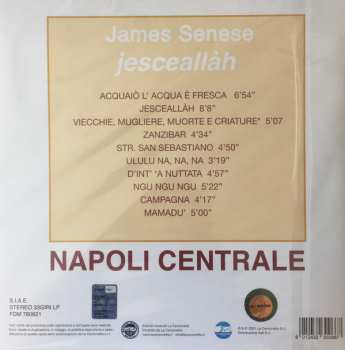 James Senese
jesceallàh
ACQUAIÒ L' ACQUA È FRESCA 6'54"
JESCEALLÀH 8'8"
VIECCHIE, MUGLIERE, MUORTE E CRIATURE" 5'07
ZANZIBAR 4'34"
STR. SAN SEBASTIANO 4'50"
ULULU NA, NA, NA 3'19"
D'INT' 'A NUTTATA 4'57"
NGU NGU NGU 5'22"
CAMPAGNA 4'17"
MAMADU' 5'00"
NAPOLI CENTRALE
S.I.A.E.
STEREO 33GIRI LP